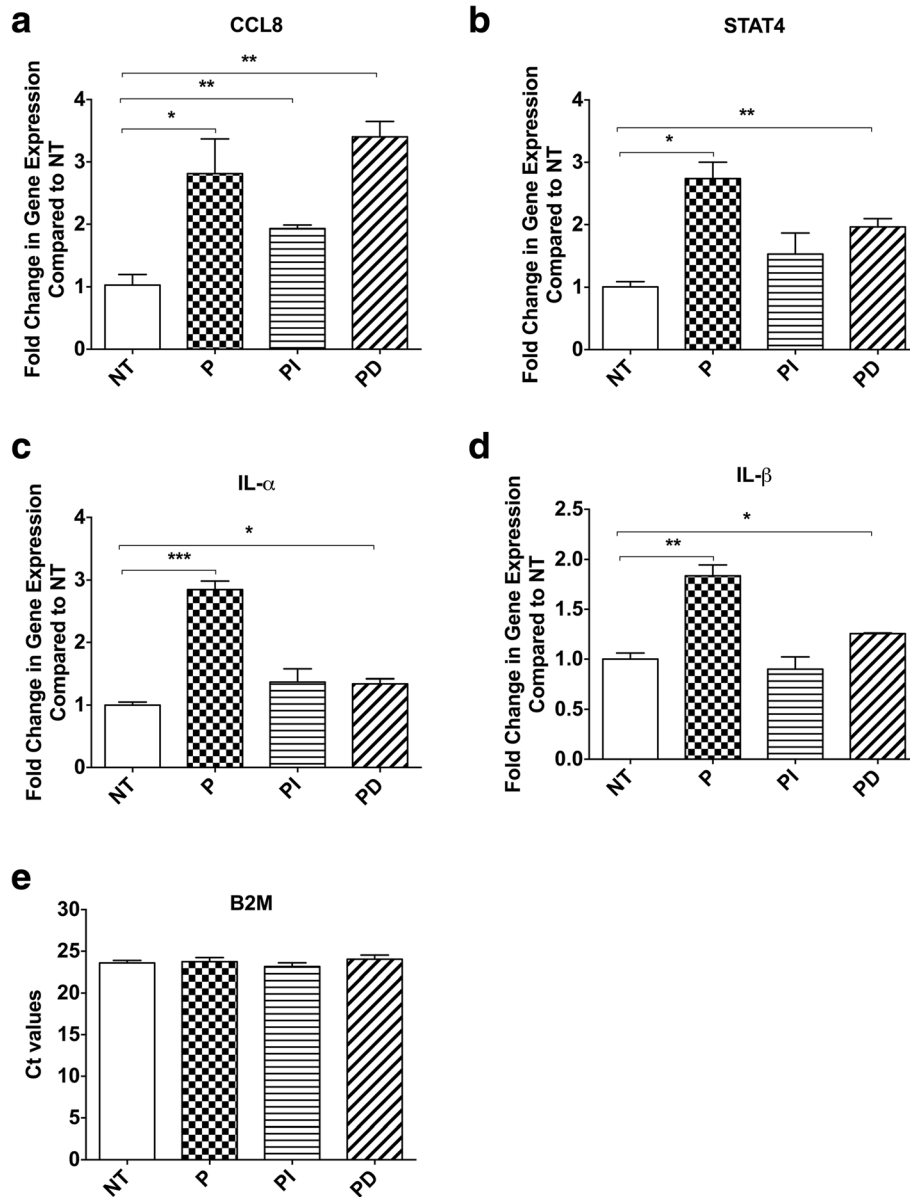 a
CCL8
**
**
*
Fold Change in Gene Expression
Compared to NT
4
3
2
1
0
NT
P
PI
PD
b
STAT4
**
*
Fold Change in Gene Expression
Compared to NT
4
3
2
1
0
NT
P
PI
PD
c
IL-α
*
***
Fold Change in Gene Expression
Compared to NT
4
3
2
1
0
NT
P
PI
PD
d
IL-β
*
**
Fold Change in Gene Expression
Compared to NT
2.5
2.0
1.5
1.0
0.5
0.0
NT
P
PI
PD
e
B2M
Ct values
30
25
20
15
10
5
0
NT
P
PI
PD